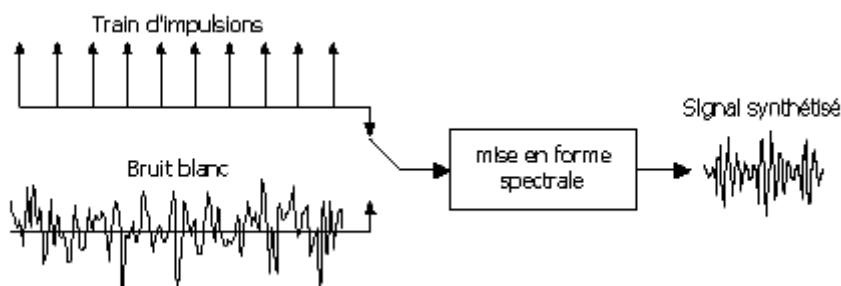 Train d'impulsions
Signal synthétisé
mise en forme
spectrale
Bruit blanc